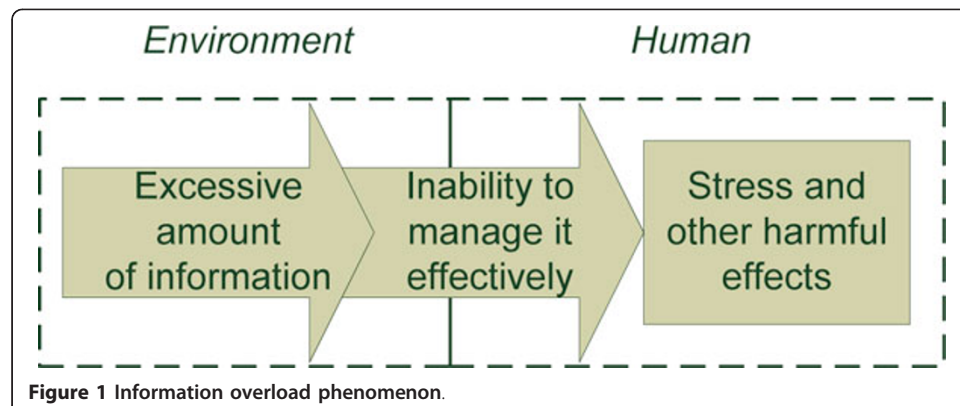 Environment
Human
Excessive
amount
of information
Inability to
manage it
effectively
Stress and
other harmful
effects
Figure 1 Information overload phenomenon.